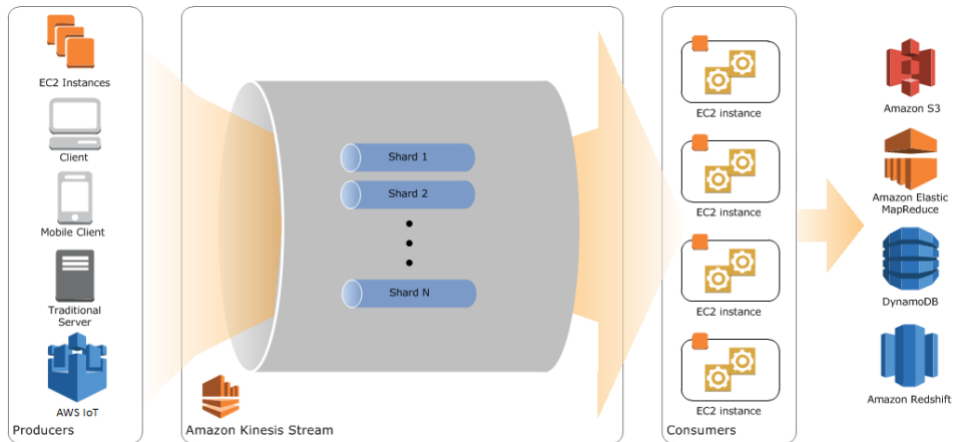 EC2 Instances
Client
Mobile Client
Traditional
Server
AWS IoT
Producers
Shard 1
Shard 2
Shard N
Amazon Kinesis Stream
EC2 instance
EC2 instance
EC2 instance
EC2 instance
Consumers
Amazon S3
Amazon Elastic
MapReduce
DynamoDB
Amazon Redshift